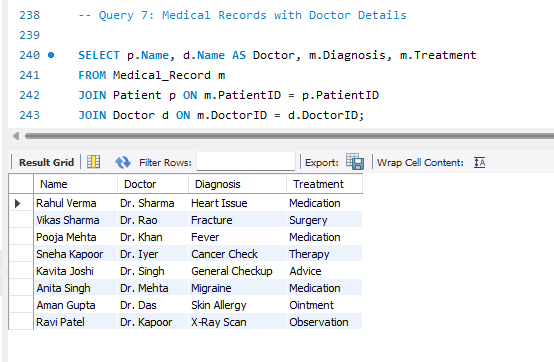 238 -- Query 7: Medical Records with Doctor Details
239
240 SELECT p.Name, d.Name AS Doctor, m.Diagnosis, m.Treatment
241 FROM Medical_Record m
242 JOIN Patient p ON m.PatientID = p.PatientID
243 JOIN Doctor d ON m.DoctorID = d.DoctorID;
Result Grid Filter Rows: Export: Wrap Cell Content: IA
Name Doctor Diagnosis Treatment
Rahul Verma Dr. Sharma Heart Issue Medication
Vikas Sharma Dr. Rao Fracture Surgery
Pooja Mehta Dr. Khan Fever Medication
Sneha Kapoor Dr. Iyer Cancer Check Therapy
Kavita Joshi Dr. Singh General Checkup Advice
Anita Singh Dr. Mehta Migraine Medication
Aman Gupta Dr. Das Skin Allergy Ointment
Ravi Patel Dr. Kapoor X-Ray Scan Observation